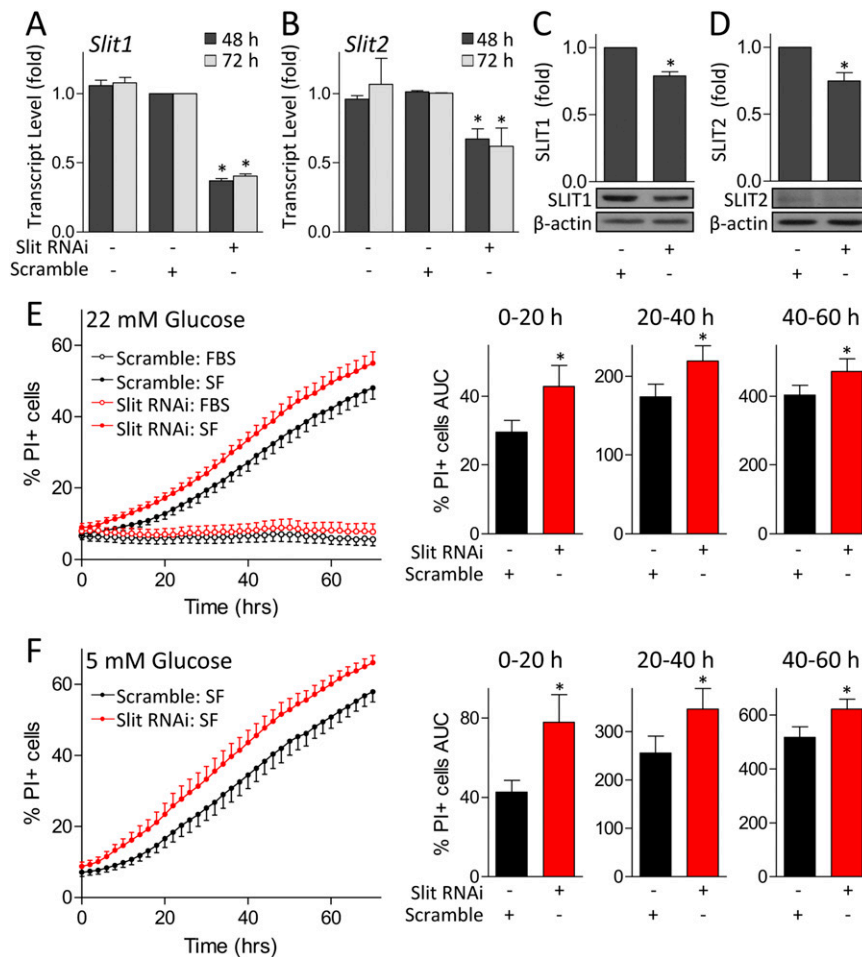 A
Slit1
48 h
72 h
Transcript Level (fold)
1.0
0.5
0.0
* *
Slit RNAi - - +
Scramble - + -
B
Slit2
48 h
72 h
Transcript Level (fold)
1.0
0.5
0.0
* *
- - +
- + -
C
SLIT1 (fold)
1.0
0.5
0.0
*
SLIT1
β-actin
- +
+ -
D
SLIT2 (fold)
1.0
0.5
0.0
*
SLIT2
β-actin
- +
+ -
E
22 mM Glucose
Scramble: FBS
Scramble: SF
Slit RNAi: FBS
Slit RNAi: SF
% PI+ cells
60
40
20
0
0 20 40 60
Time (hrs)
0-20 h
% PI+ cells AUC
60
40
20
0
*
Slit RNAi - +
Scramble + -
20-40 h
200
100
0
*
- +
+ -
40-60 h
400
200
0
*
- +
+ -
F
5 mM Glucose
Scramble: SF
Slit RNAi: SF
% PI+ cells
60
40
20
0
0 20 40 60
Time (hrs)
0-20 h
% PI+ cells AUC
80
40
0
*
Slit RNAi - +
Scramble + -
20-40 h
300
200
100
0
*
- +
+ -
40-60 h
600
400
200
0
*
- +
+ -